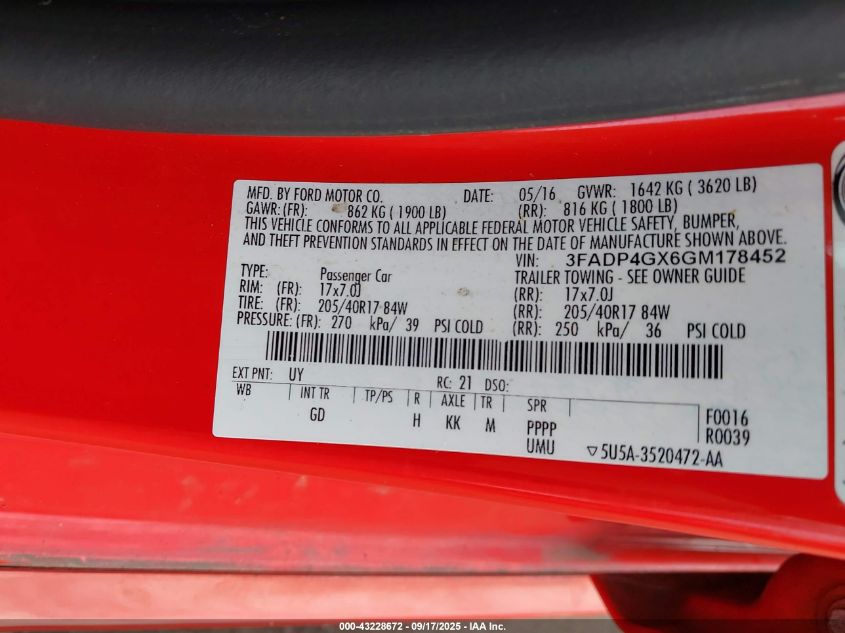 MFD. BY FORD MOTOR CO. DATE: 05/16 GVWR: 1642 KG ( 3620 LB)
GAWR: (FR): 862 KG ( 1900 LB) (RR): 816 KG ( 1800 LB)
THIS VEHICLE CONFORMS TO ALL APPLICABLE FEDERAL MOTOR VEHICLE SAFETY, BUMPER,
AND THEFT PREVENTION STANDARDS IN EFFECT ON THE DATE OF MANUFACTURE SHOWN ABOVE.
VIN: 3FADP4GX6GM178452
TYPE: Passenger Car TRAILER TOWING - SEE OWNER GUIDE
RIM: (FR): 17x7.0J (RR): 17x7.0J
TIRE: (FR): 205/40R17 84W (RR): 205/40R17 84W
PRESSURE: (FR): 270 kPa/ 39 PSI COLD (RR): 250 kPa/ 36 PSI COLD
EXT PNT: UY RC: 21 DSO:
WB INT TR TP/PS R AXLE TR SPR
GD H KK M PPPP F0016
UMU R0039
▽5U5A-3520472-AA
000-43228672 - 09/17/2025 - IAA Inc.